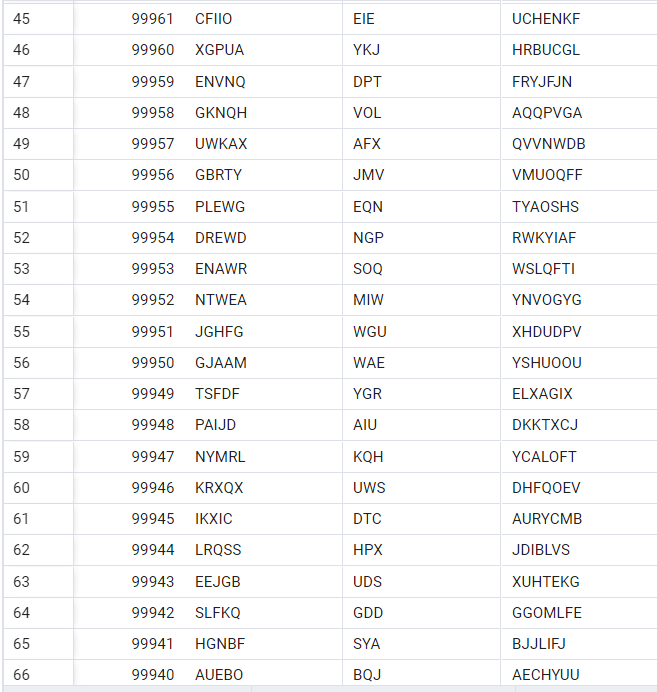 45 99961 CFIIO EIE UCHENKF
46 99960 XGPUA YKJ HRBUCGL
47 99959 ENVNQ DPT FRYJFJN
48 99958 GKNQH VOL AQQPVGA
49 99957 UWKAX AFX QVVNWDB
50 99956 GBRTY JMV VMUOQFF
51 99955 PLEWG EQN TYAOSHS
52 99954 DREWD NGP RWKYIAF
53 99953 ENAWR SOQ WSLQFTI
54 99952 NTWEA MIW YNVOGYG
55 99951 JGHFG WGU XHDUDPV
56 99950 GJAAM WAE YSHUOOU
57 99949 TSFDF YGR ELXAGIX
58 99948 PAIJD AIU DKKTXCJ
59 99947 NYMRL KQH YCALOFT
60 99946 KRXQX UWS DHFQOEV
61 99945 IKXIC DTC AURYCMB
62 99944 LRQSS HPX JDIBLVS
63 99943 EEJGB UDS XUHTEKG
64 99942 SLFKQ GDD GGOMLFE
65 99941 HGNBF SYA BJJLIFJ
66 99940 AUEBO BQJ AECHYUU